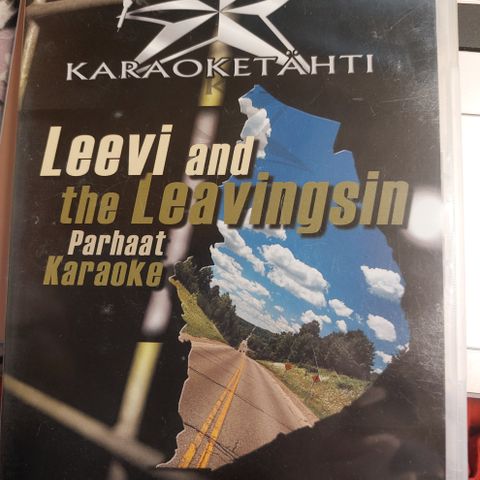 KARAOKETÄHTI
Leevi and
the Leavingsin
Parhaat
Karaoke